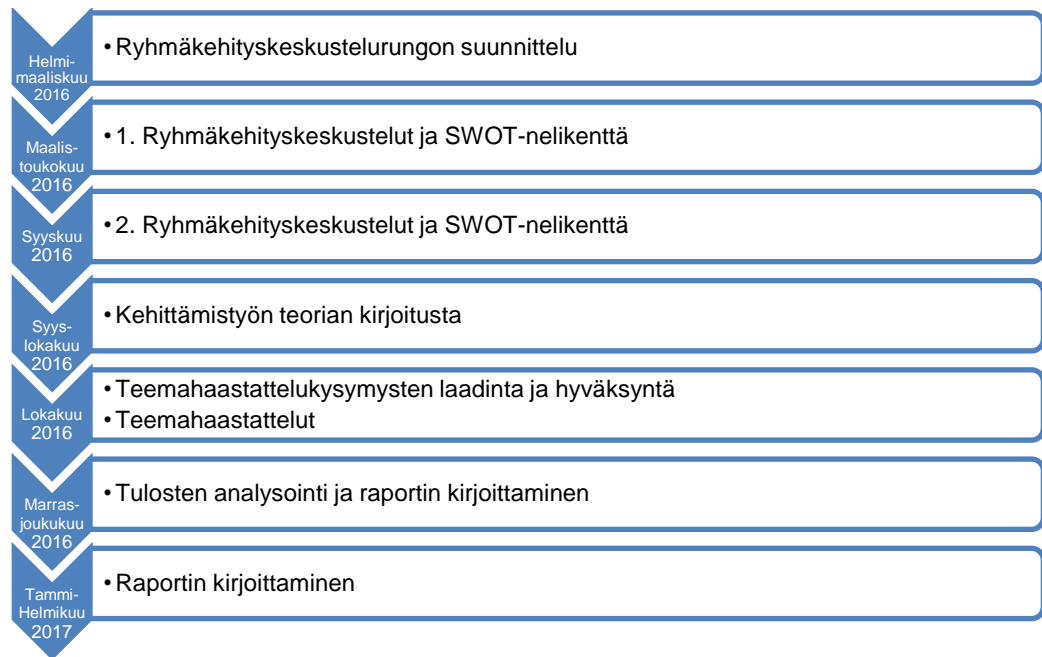 Helmi-
maaliskuu
2016
• Ryhmäkehityskeskustelurungon suunnittelu
Maalis-
toukokuu
2016
• 1. Ryhmäkehityskeskustelut ja SWOT-nelikenttä
Syyskuu
2016
• 2. Ryhmäkehityskeskustelut ja SWOT-nelikenttä
Syys-
lokakuu
2016
• Kehittämistyön teorian kirjoitusta
Lokakuu
2016
• Teemahaastattelukysymysten laadinta ja hyväksyntä
• Teemahaastattelut
Marras-
joukukuu
2016
• Tulosten analysointi ja raportin kirjoittaminen
Tammi-
Helmikuu
2017
• Raportin kirjoittaminen